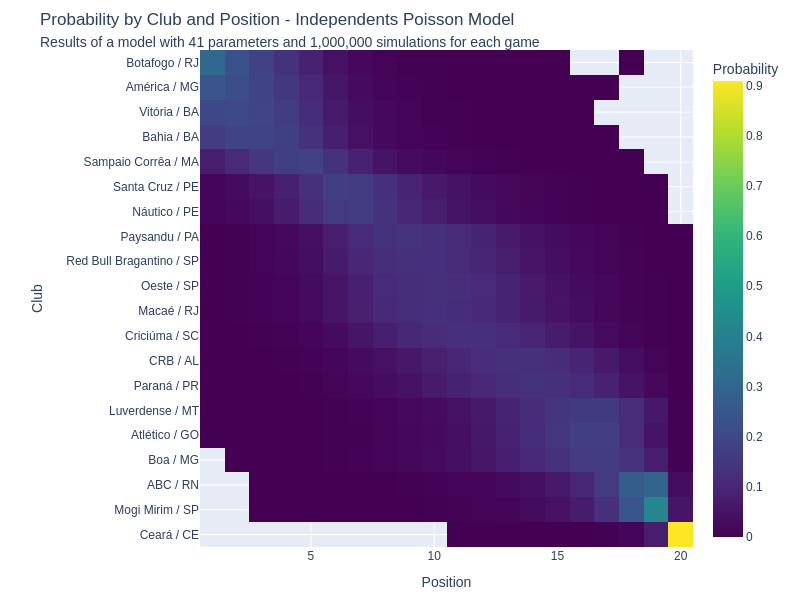 Probability by Club and Position - Independents Poisson Model
Results of a model with 41 parameters and 1,000,000 simulations for each game
Probability
Club
Botafogo / RJ
América / MG
Vitória / BA
Bahia / BA
Sampaio Corrêa / MA
Santa Cruz / PE
Náutico / PE
Paysandu / PA
Red Bull Bragantino / SP
Oeste / SP
Macaé / RJ
Criciúma / SC
CRB / AL
Paraná / PR
Luverdense / MT
Atlético / GO
Boa / MG
ABC / RN
Mogi Mirim / SP
Ceará / CE
0.9
0.8
0.7
0.6
0.5
0.4
0.3
0.2
0.1
0
5 10 15 20
Position